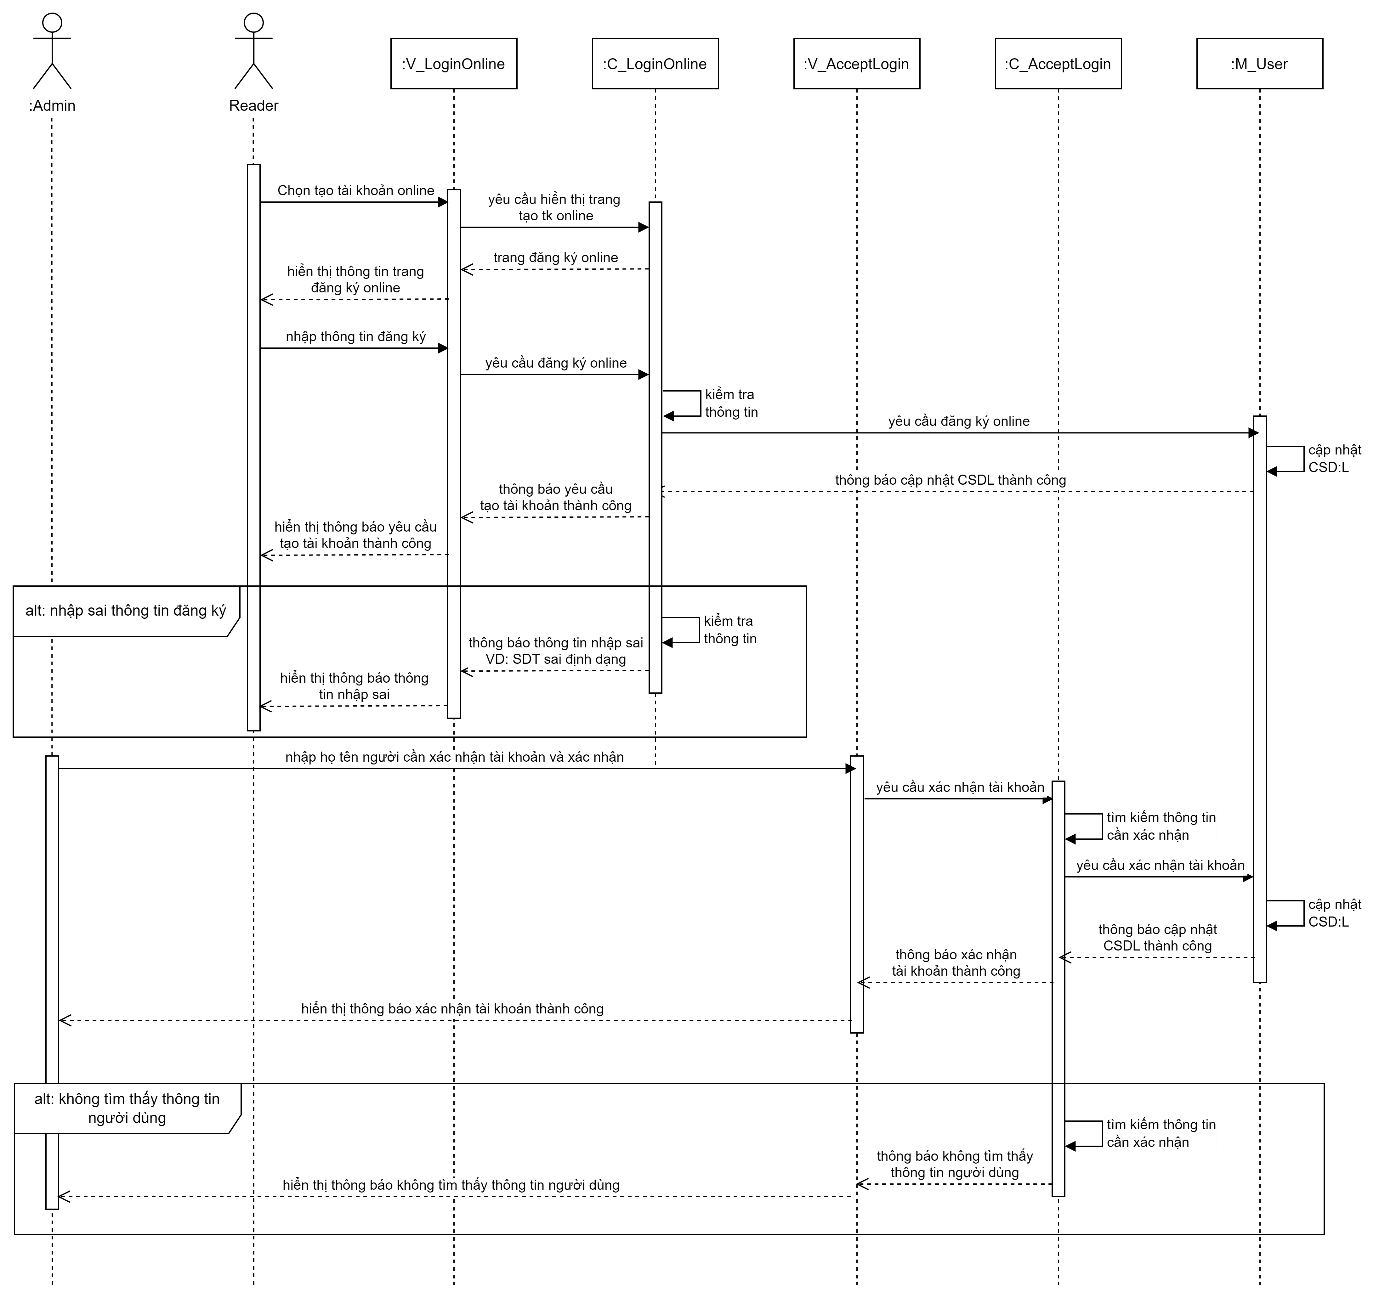 :Admin
Reader
:V_LoginOnline
:C_LoginOnline
:V_AcceptLogin
:C_AcceptLogin
:M_User
Chọn tạo tài khoản online
yêu cầu hiển thị trang
tạo tk online
trang đăng ký online
hiển thị thông tin trang
đăng ký online
nhập thông tin đăng ký
yêu cầu đăng ký online
kiểm tra
thông tin
yêu cầu đăng ký online
cập nhật
CSD:L
thông báo cập nhật CSDL thành công
thông báo yêu cầu
tạo tài khoản thành công
hiển thị thông báo yêu cầu
tạo tài khoản thành công
alt: nhập sai thông tin đăng ký
kiểm tra
thông tin
thông báo thông tin nhập sai
VD: SDT sai định dạng
hiển thị thông báo thông
tin nhập sai
nhập họ tên người cần xác nhận tài khoản và xác nhận
yêu cầu xác nhận tài khoản
tìm kiếm thông tin
cần xác nhận
yêu cầu xác nhận tài khoản
cập nhật
CSD:L
thông báo cập nhật
CSDL thành công
thông báo xác nhận
tài khoản thành công
hiển thị thông báo xác nhận tài khoản thành công
alt: không tìm thấy thông tin
người dùng
tìm kiếm thông tin
cần xác nhận
thông báo không tìm thấy
thông tin người dùng
hiển thị thông báo không tìm thấy thông tin người dùng